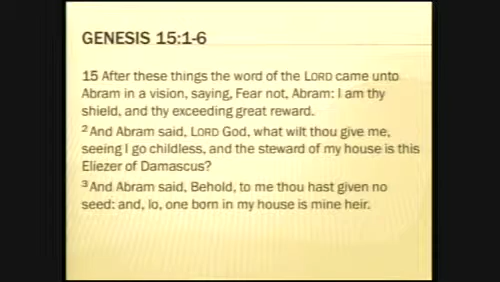 GENESIS 15:1-6
15 After these things the word of the LORD came unto
Abram in a vision, saying, Fear not, Abram: I am thy
shield, and thy exceeding great reward.
2 And Abram said, LORD God, what wilt thou give me,
seeing I go childless, and the steward of my house is this
Eliezer of Damascus?
3 And Abram said, Behold, to me thou hast given no
seed: and, lo, one born in my house is mine heir.